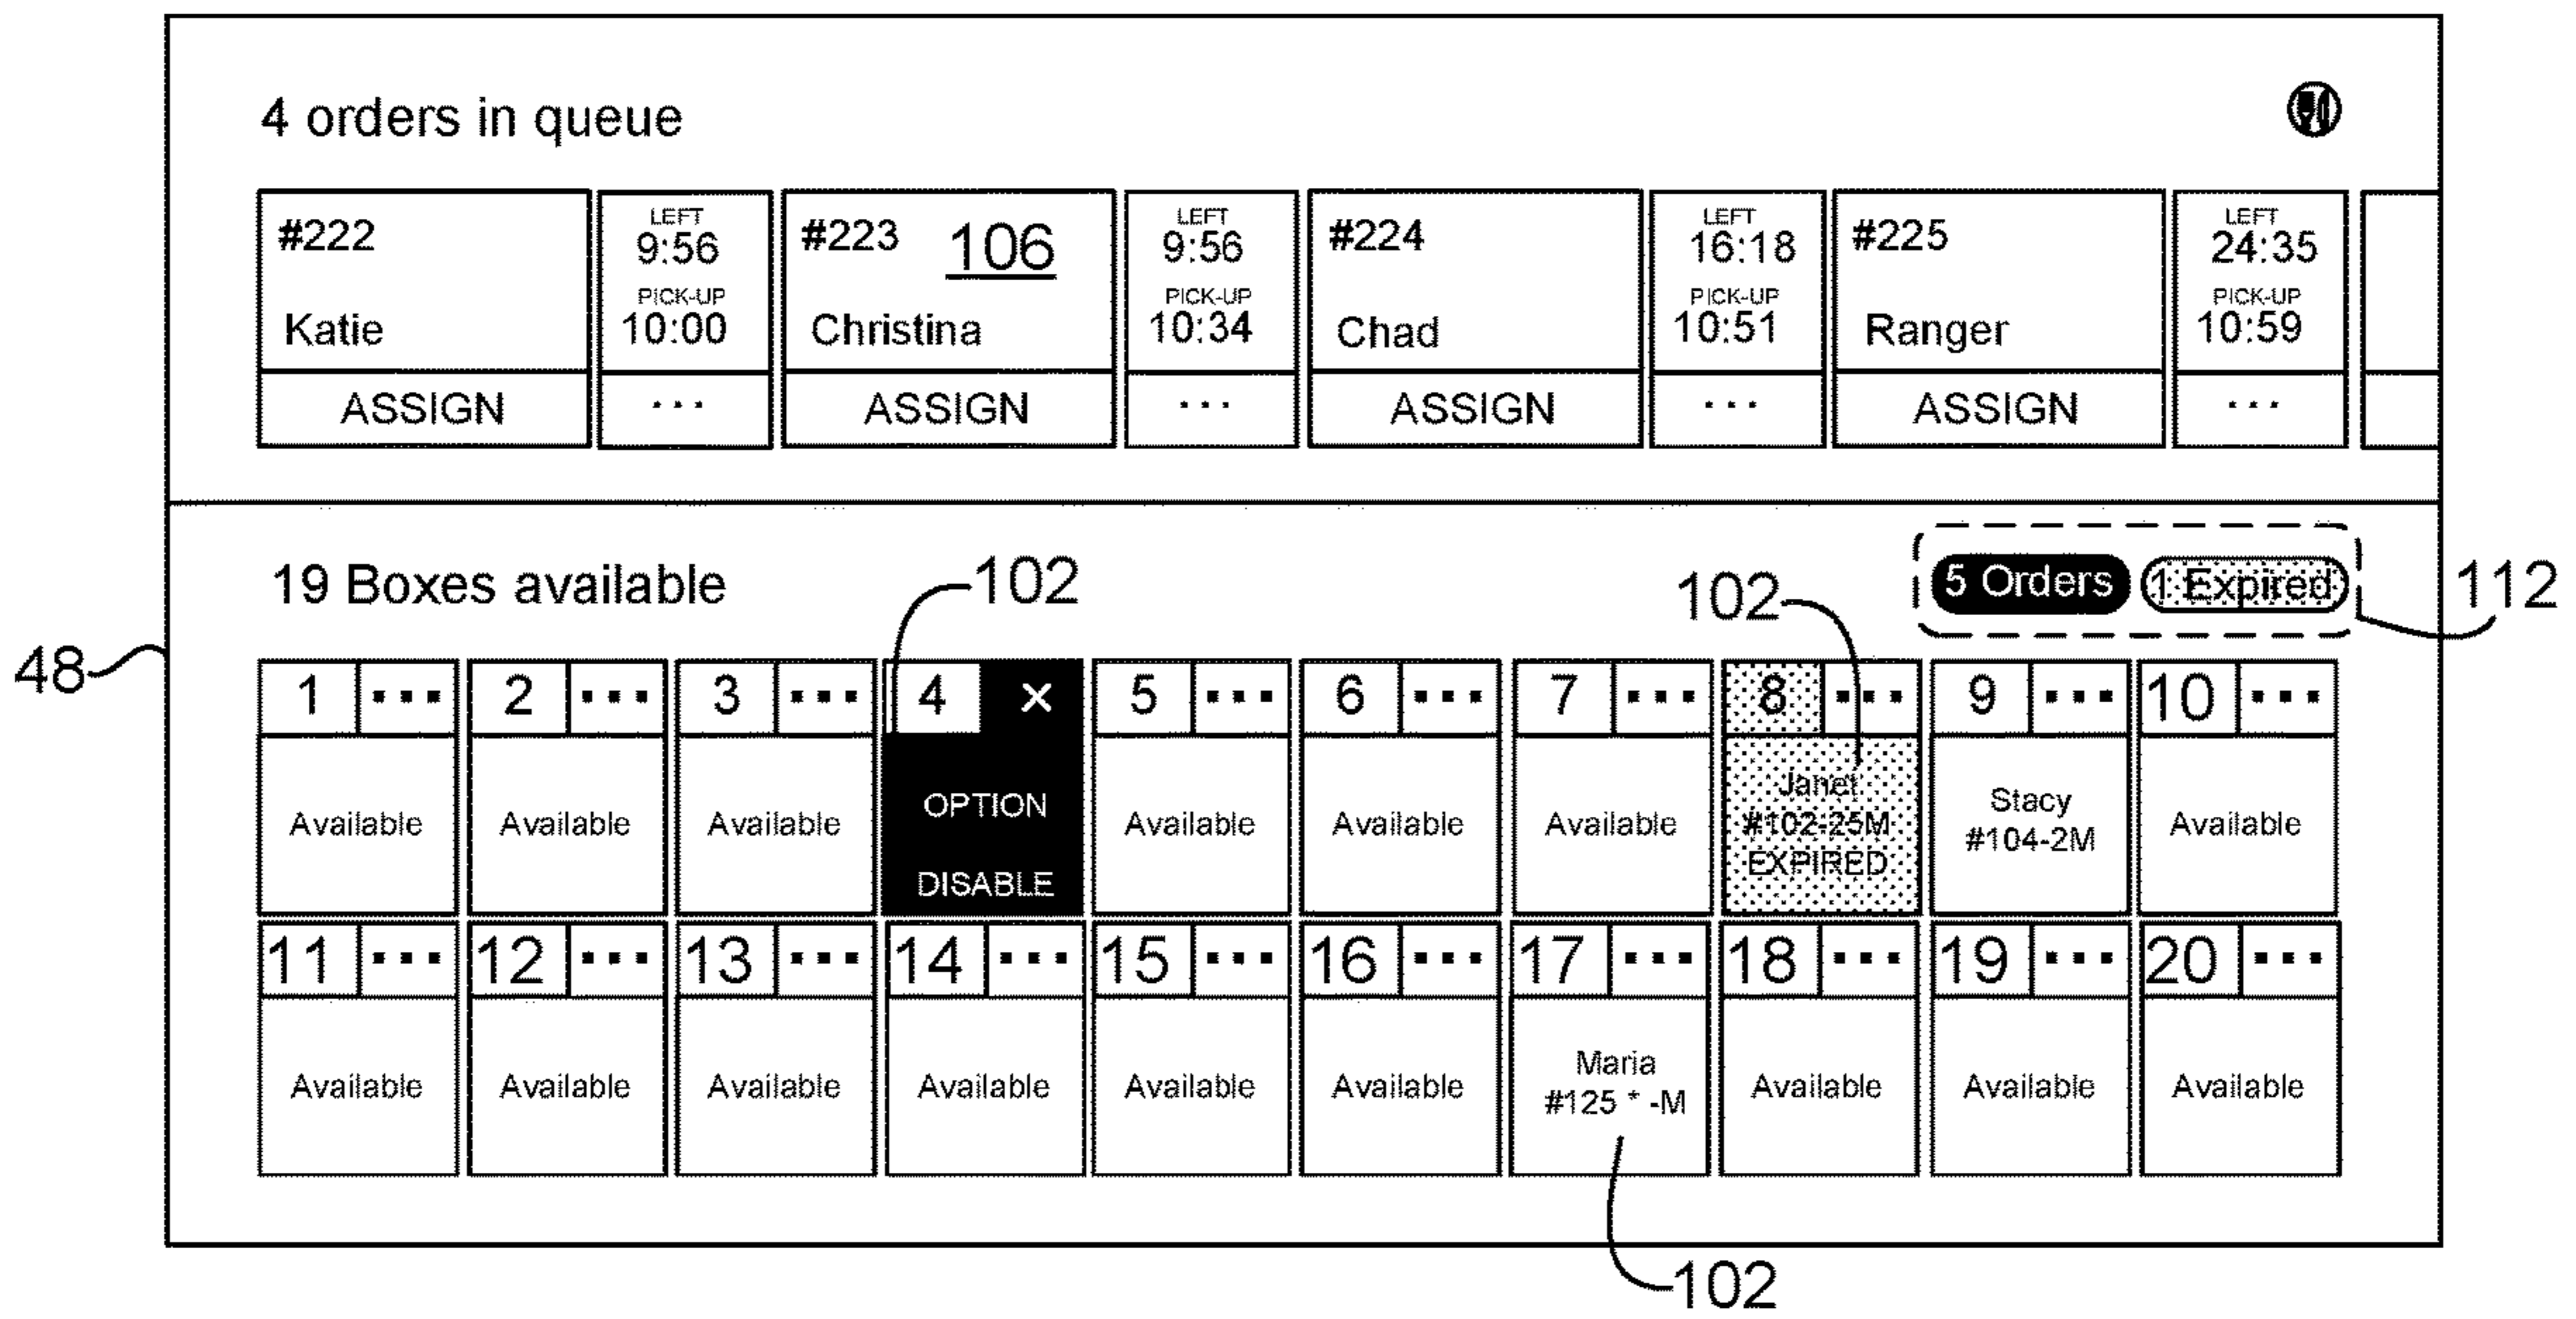 4 orders in queue
#222
Katie
ASSIGN
LEFT
9:56
PICK-UP
10:00
...
#223 106
Christina
ASSIGN
LEFT
9:56
PICK-UP
10:34
...
#224
Chad
ASSIGN
LEFT
16:18
PICK-UP
10:51
...
#225
Ranger
ASSIGN
LEFT
24:35
PICK-UP
10:59
...
19 Boxes available
102
102
5 Orders
1 Expired
112
48
1 ...
Available
2 ...
Available
3 ...
Available
4 X
OPTION
DISABLE
5 ...
Available
6 ...
Available
7 ...
Available
8 ...
Janet
#102-25M
EXPIRED
9 ...
Stacy
#104-2M
10 ...
Available
11 ...
Available
12 ...
Available
13 ...
Available
14 ...
Available
15 ...
Available
16 ...
Available
17 ...
Maria
#125 * -M
18 ...
Available
19 ...
Available
20 ...
Available
102